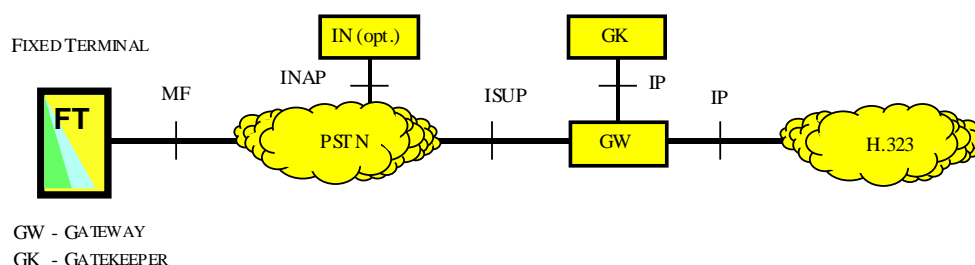 IN (opt.)
GK
FIXED TERMINAL
INAP
IP
MF
ISUP
IP
FT
PSTN
GW
H.323
GW - GATEWAY
GK - GATEKEEPER